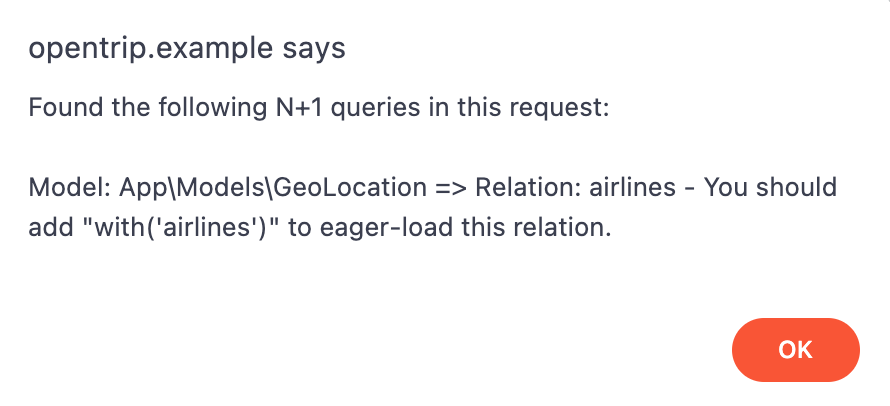 opentrip.example says
Found the following N+1 queries in this request:
Model: App\Models\GeoLocation => Relation: airlines - You should
add "with('airlines')" to eager-load this relation.
OK